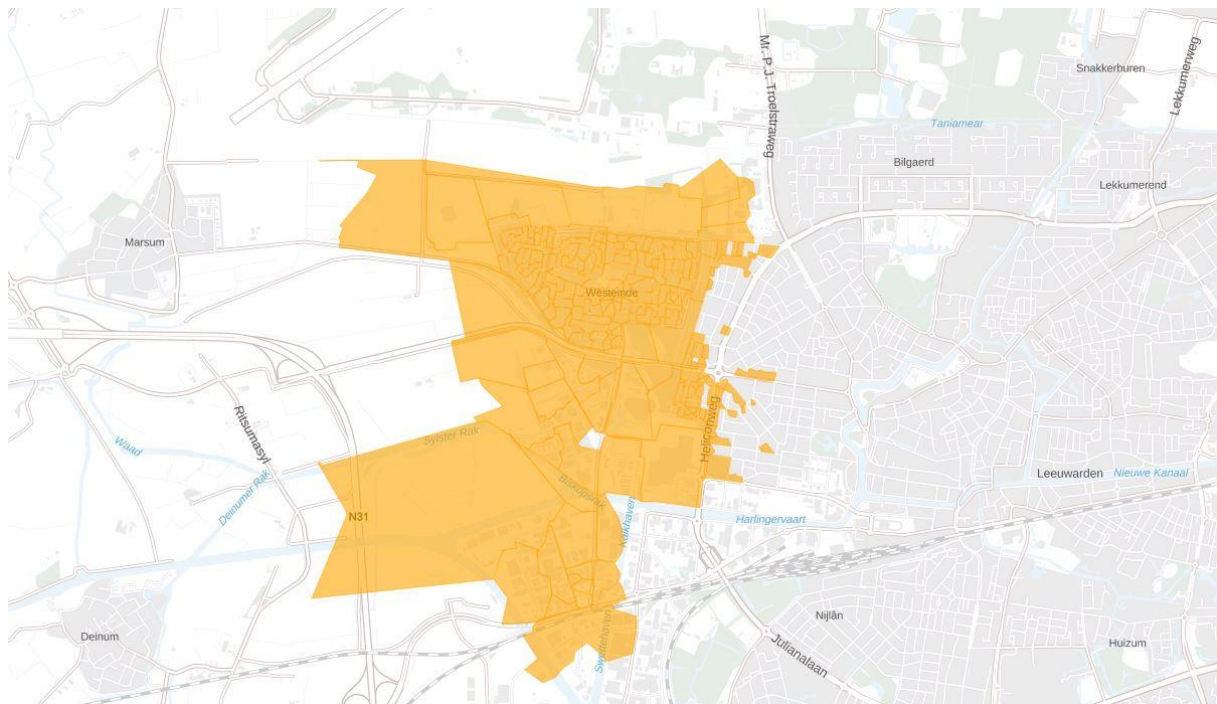 Mr. P.J. Troelstraweg
Snakkerburen
Lekkumerweg
Taniamear
Bilgaerd
Lekkumerend
Marsum
Westeinde
Ritsumasyl
Sylster Rak
Heliconweg
Waad
Deinumer Rak
Leeuwarden
Nieuwe Kanaal
N31
Harlingervaart
Deinum
Nijlân
Julianalaan
Huizum